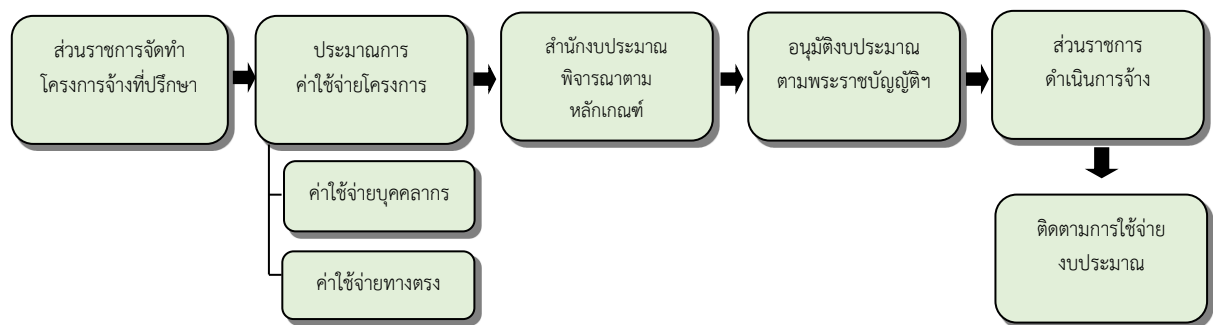 ส่วนราชการจัดทำ
โครงการจ้างที่ปรึกษา
ประมาณการ
ค่าใช้จ่ายโครงการ
ค่าใช้จ่ายบุคคลากร
ค่าใช้จ่ายทางตรง
สำนักงบประมาณ
พิจารณาตาม
หลักเกณฑ์
อนุมัติงบประมาณ
ตามพระราชบัญญัติฯ
ส่วนราชการ
ดำเนินการจ้าง
ติดตามการใช้จ่าย
งบประมาณ